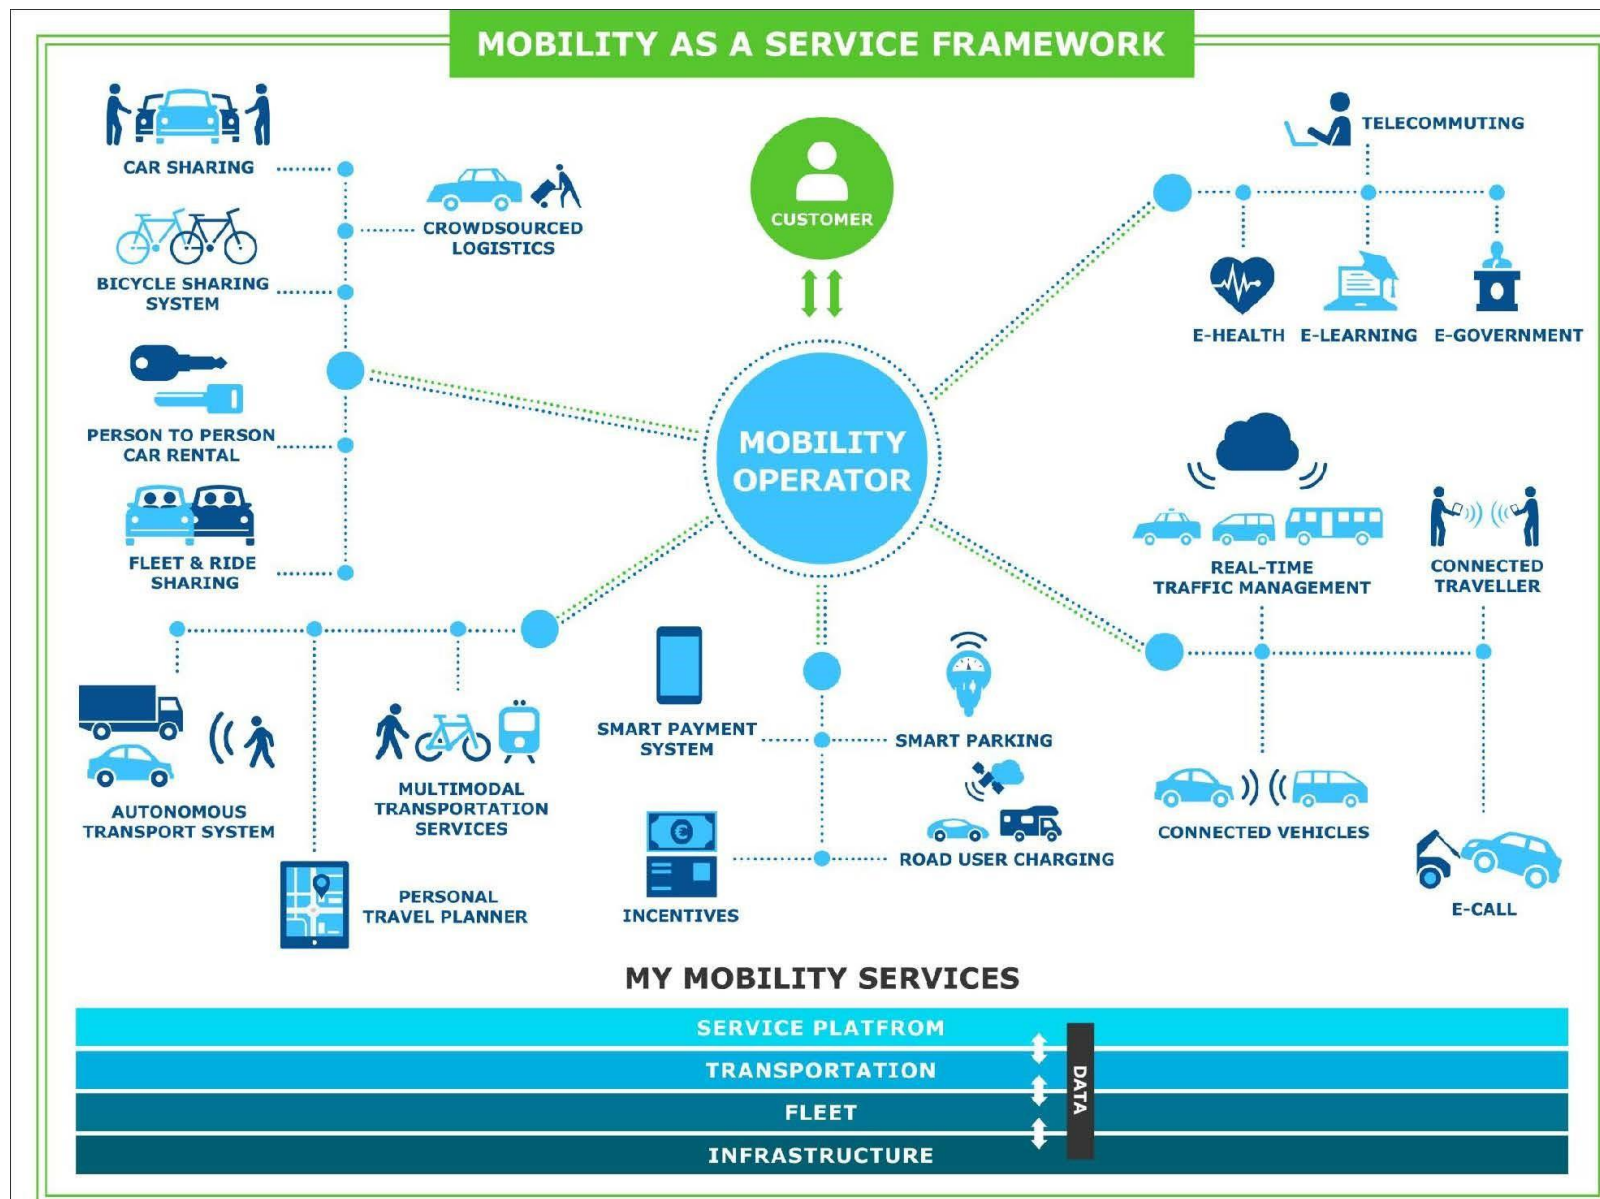 MOBILITY AS A SERVICE FRAMEWORK
CAR SHARING
CROWDSOURCED
LOGISTICS
BICYCLE SHARING
SYSTEM
PERSON TO PERSON
CAR RENTAL
FLEET & RIDE
SHARING
CUSTOMER
MOBILITY
OPERATOR
TELECOMMUTING
E-HEALTH
E-LEARNING
E-GOVERNMENT
REAL-TIME
TRAFFIC MANAGEMENT
CONNECTED
TRAVELLER
AUTONOMOUS
TRANSPORT SYSTEM
MULTIMODAL
TRANSPORTATION
SERVICES
PERSONAL
TRAVEL PLANNER
SMART PAYMENT
SYSTEM
SMART PARKING
€
INCENTIVES
ROAD USER CHARGING
CONNECTED VEHICLES
E-CALL
MY MOBILITY SERVICES
SERVICE PLATFROM
TRANSPORTATION
FLEET
INFRASTRUCTURE
DATA